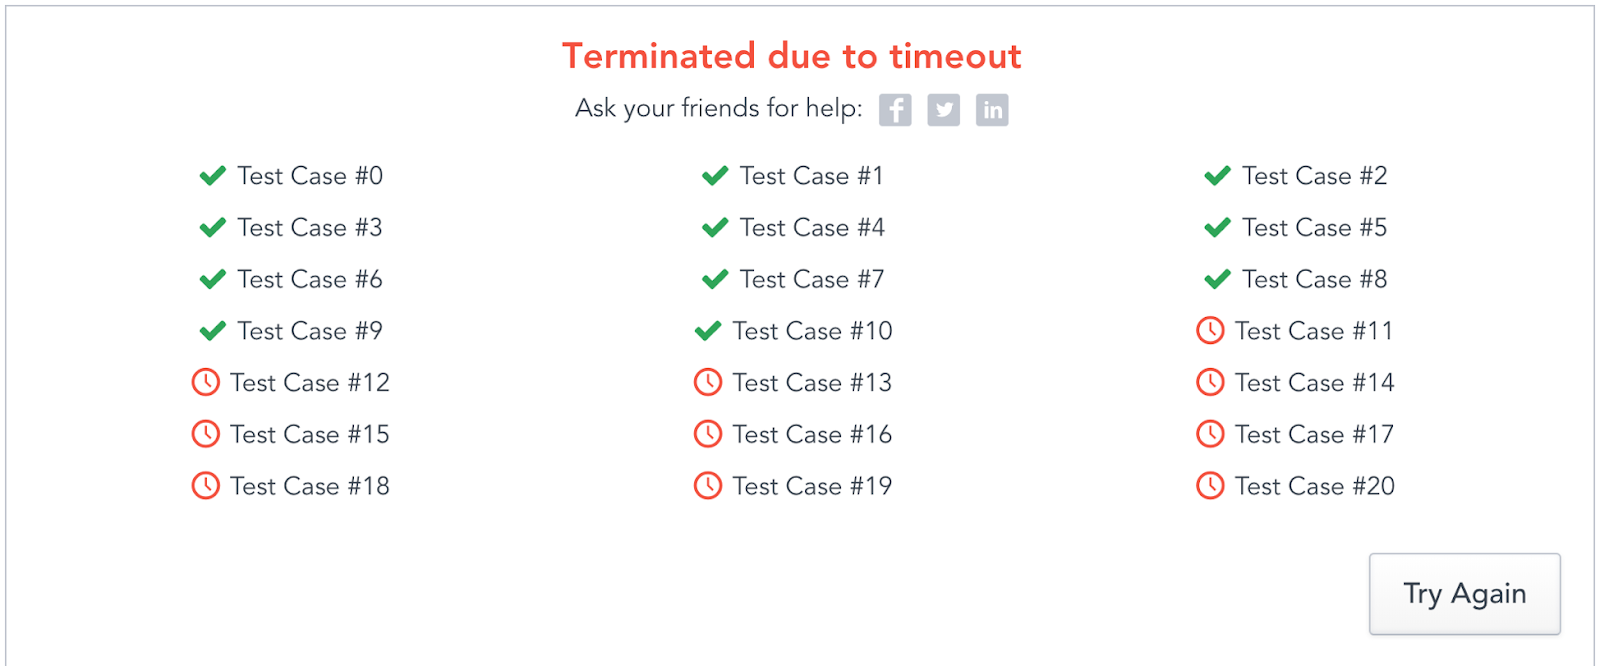 Terminated due to timeout
Ask your friends for help:
Test Case #0 Test Case #1 Test Case #2
Test Case #3 Test Case #4 Test Case #5
Test Case #6 Test Case #7 Test Case #8
Test Case #9 Test Case #10 Test Case #11
Test Case #12 Test Case #13 Test Case #14
Test Case #15 Test Case #16 Test Case #17
Test Case #18 Test Case #19 Test Case #20
Try Again